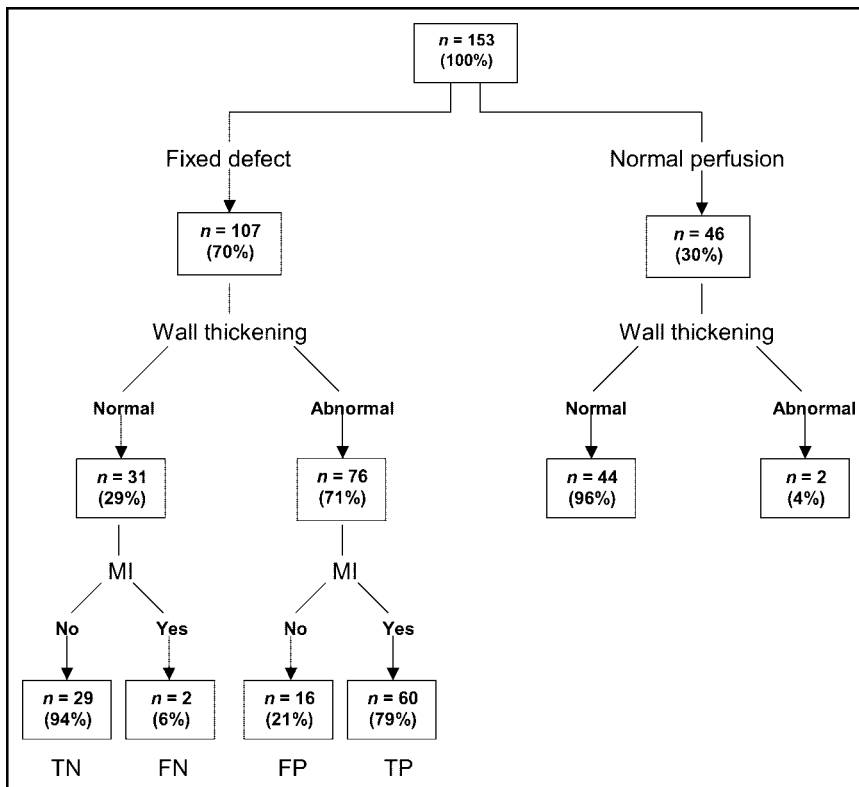 n = 153
(100%)
Fixed defect
Normal perfusion
n = 107
(70%)
n = 46
(30%)
Wall thickening
Wall thickening
Normal
Abnormal
Normal
Abnormal
n = 31
(29%)
n = 76
(71%)
n = 44
(96%)
n = 2
(4%)
MI
MI
No
Yes
No
Yes
n = 29
(94%)
n = 2
(6%)
n = 16
(21%)
n = 60
(79%)
TN
FN
FP
TP